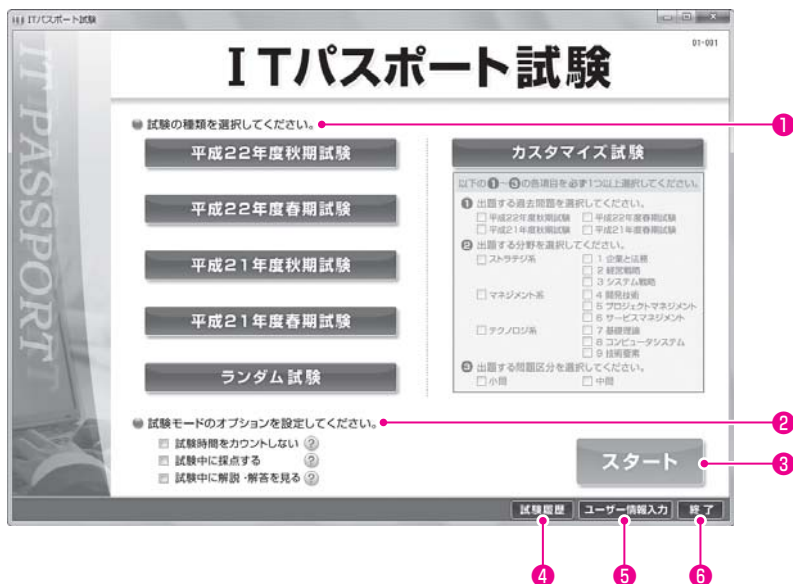 ITパスポート試験
01-001
ITパスポート試験
IT PASSPORT
試験の種類を選択してください。
❶
平成22年度秋期試験
平成22年度春期試験
平成21年度秋期試験
平成21年度春期試験
ランダム試験
カスタマイズ試験
以下の❶～❸の各項目を必ず1つ以上選択してください。
❶ 出題する過去問題を選択してください。
平成22年度秋期試験 平成22年度春期試験
平成21年度秋期試験 平成21年度春期試験
❷ 出題する分野を選択してください。
ストラテジ系 1 企業と法務
2 経営戦略
3 システム戦略
マネジメント系 4 開発技術
5 プロジェクトマネジメント
6 サービスマネジメント
テクノロジ系 7 基礎理論
8 コンピュータシステム
9 技術要素
❸ 出題する問題区分を選択してください。
小問 中問
試験モードのオプションを設定してください。
❷
試験時間をカウントしない ?
試験中に採点する ?
試験中に解説・解答を見る ?
スタート
❸
試験履歴 ユーザー情報入力 終了
❹ ❺ ❻